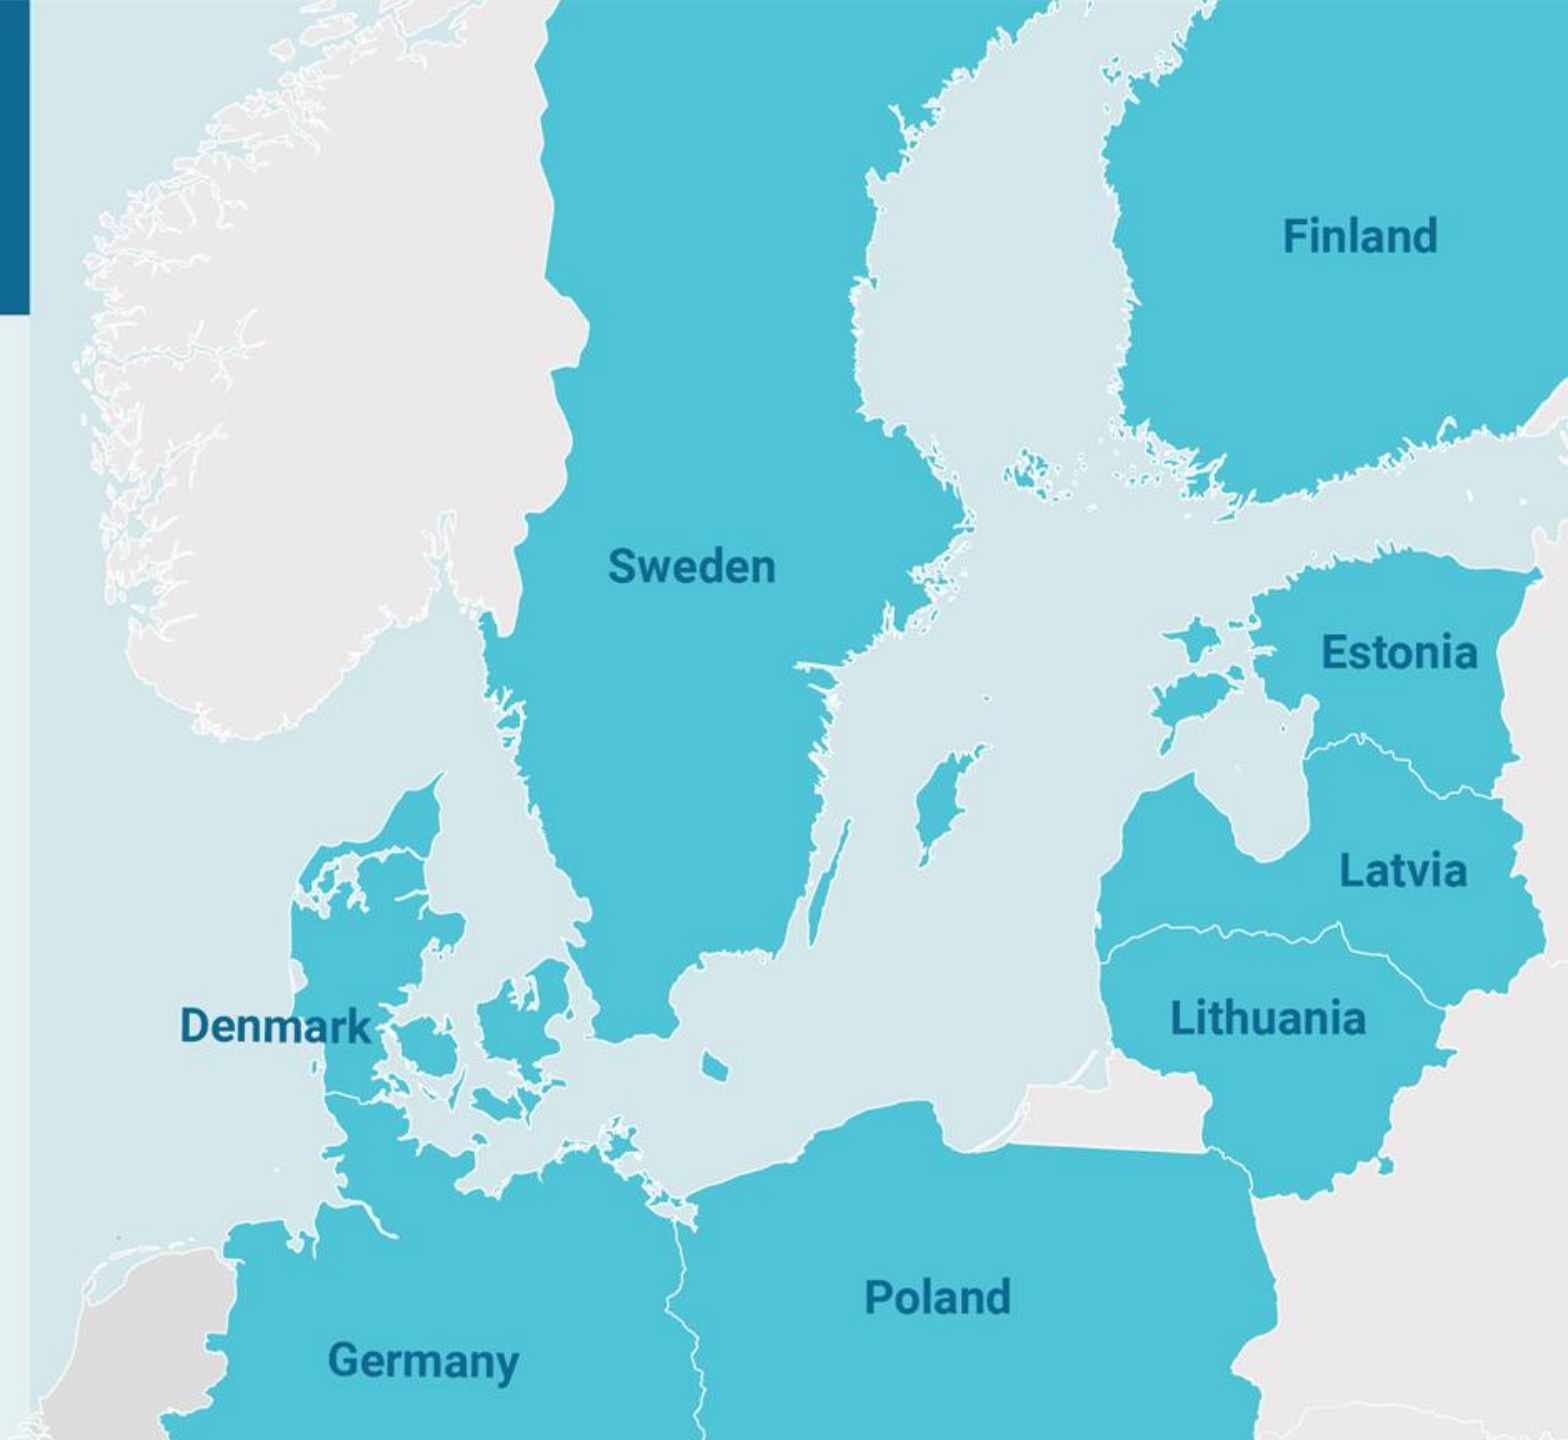 Finland
Sweden
Estonia
Latvia
Lithuania
Denmark
Poland
Germany